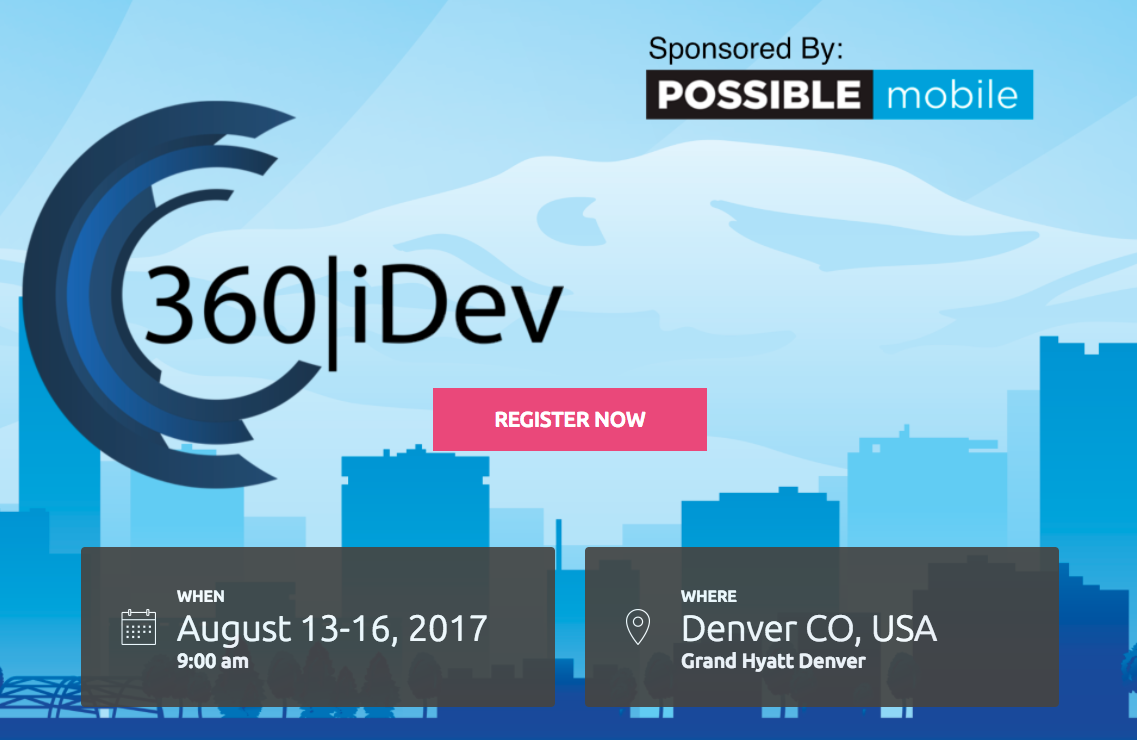 Sponsored By:
POSSIBLE mobile
360|iDev
REGISTER NOW
WHEN
August 13-16, 2017
9:00 am
WHERE
Denver CO, USA
Grand Hyatt Denver